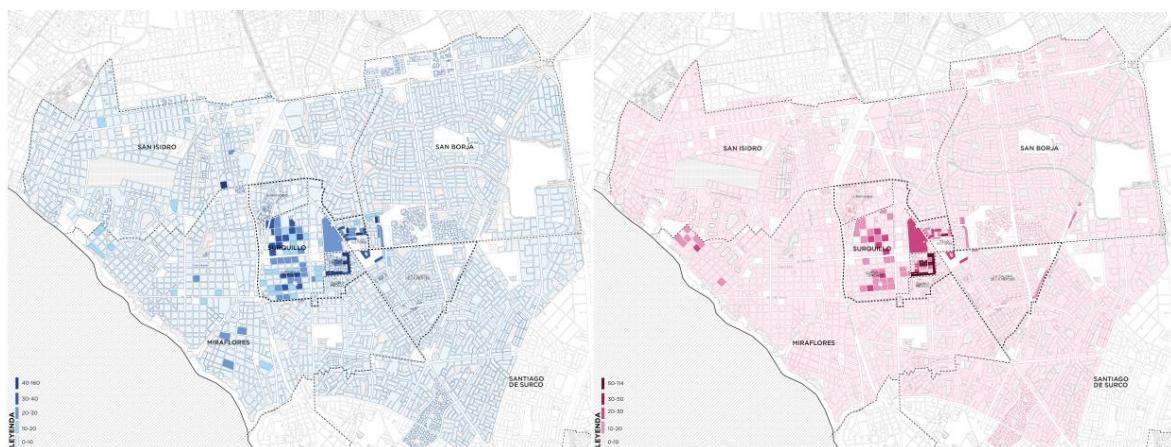 SAN ISIDRO
SAN BORJA
SURQUILLO
MIRAFLORES
SANTIAGO
DE SURCO
LEYENDA
40-160
30-40
20-30
10-20
0-10
SAN ISIDRO
SAN BORJA
SURQUILLO
MIRAFLORES
SANTIAGO
DE SURCO
LEYENDA
50-114
30-50
20-30
10-20
0-10